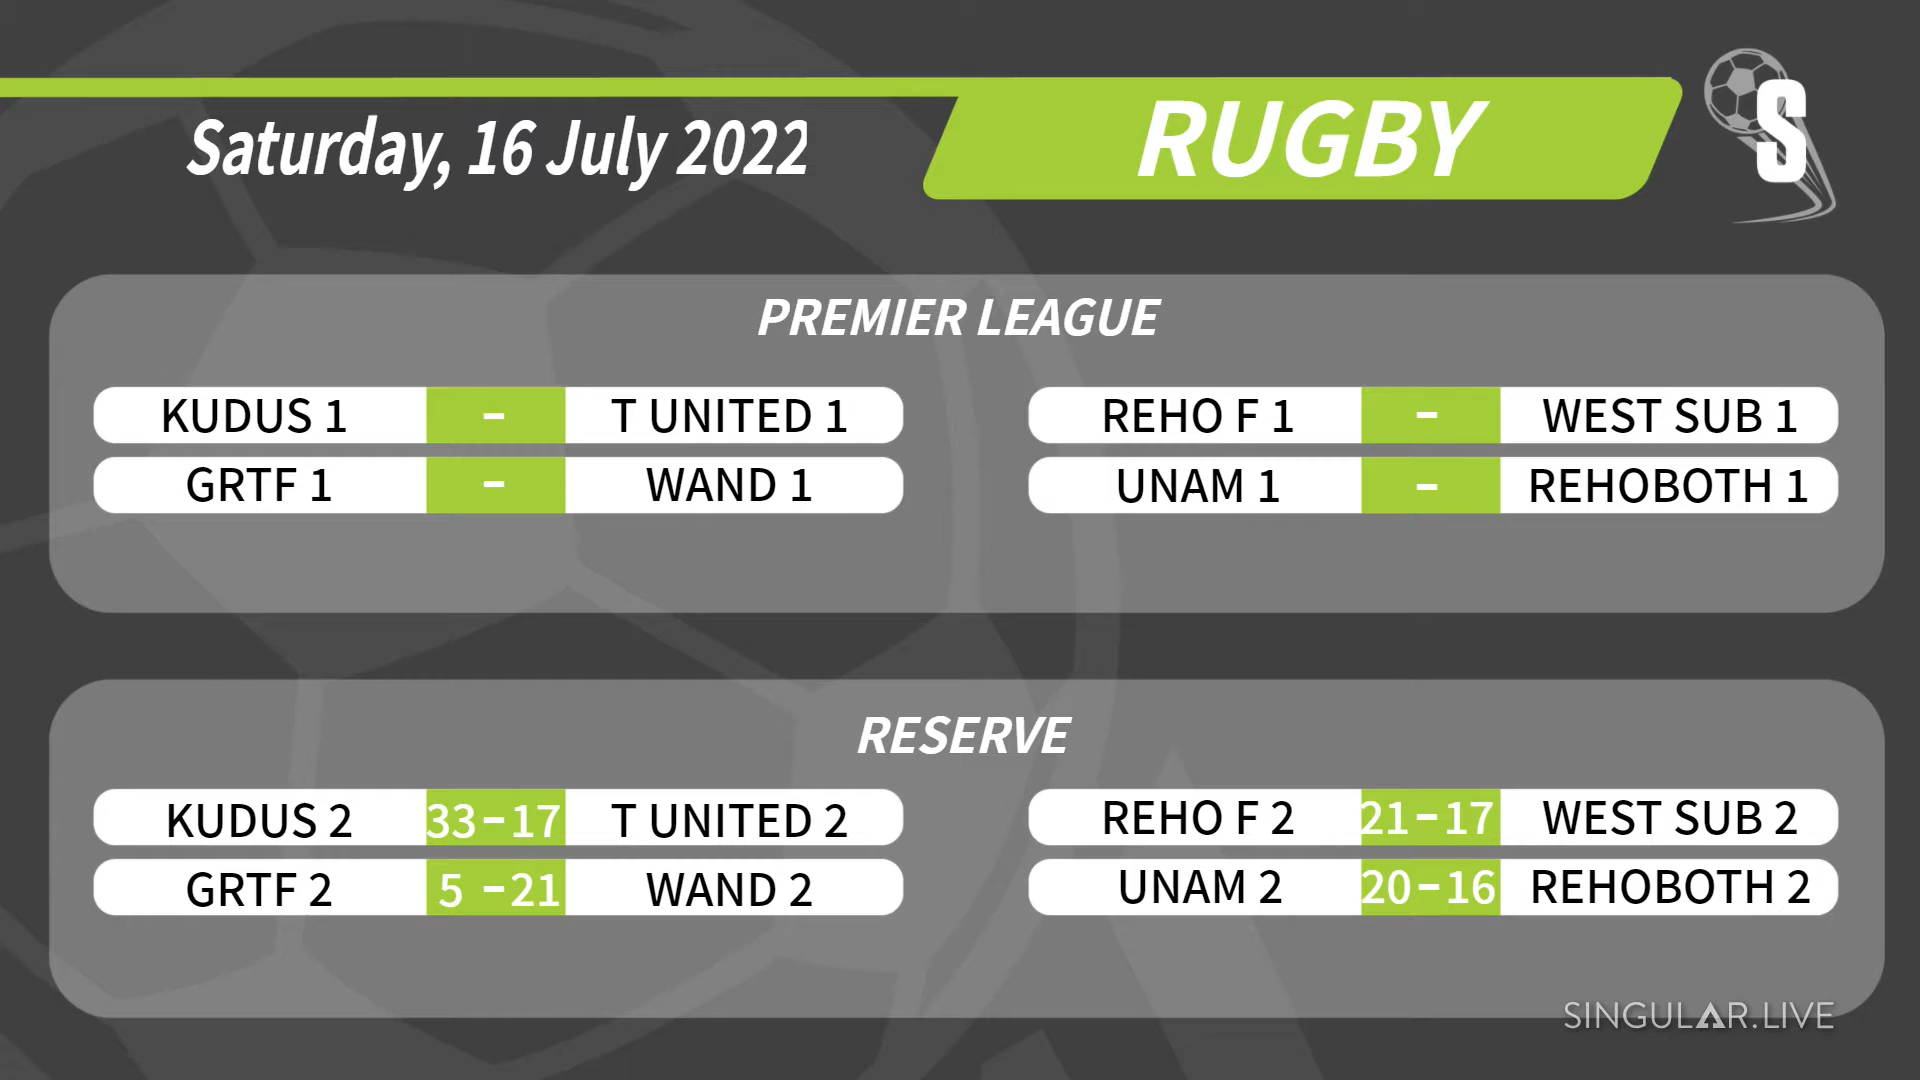 Saturday, 16 July 2022
RUGBY
S
PREMIER LEAGUE
KUDUS 1 - T UNITED 1
REHO F 1 - WEST SUB 1
GRTF 1 - WAND 1
UNAM 1 - REHOBOTH 1
RESERVE
KUDUS 2 33-17 T UNITED 2
REHO F 2 21-17 WEST SUB 2
GRTF 2 5 -21 WAND 2
UNAM 2 20-16 REHOBOTH 2
SINGULAR.LIVE